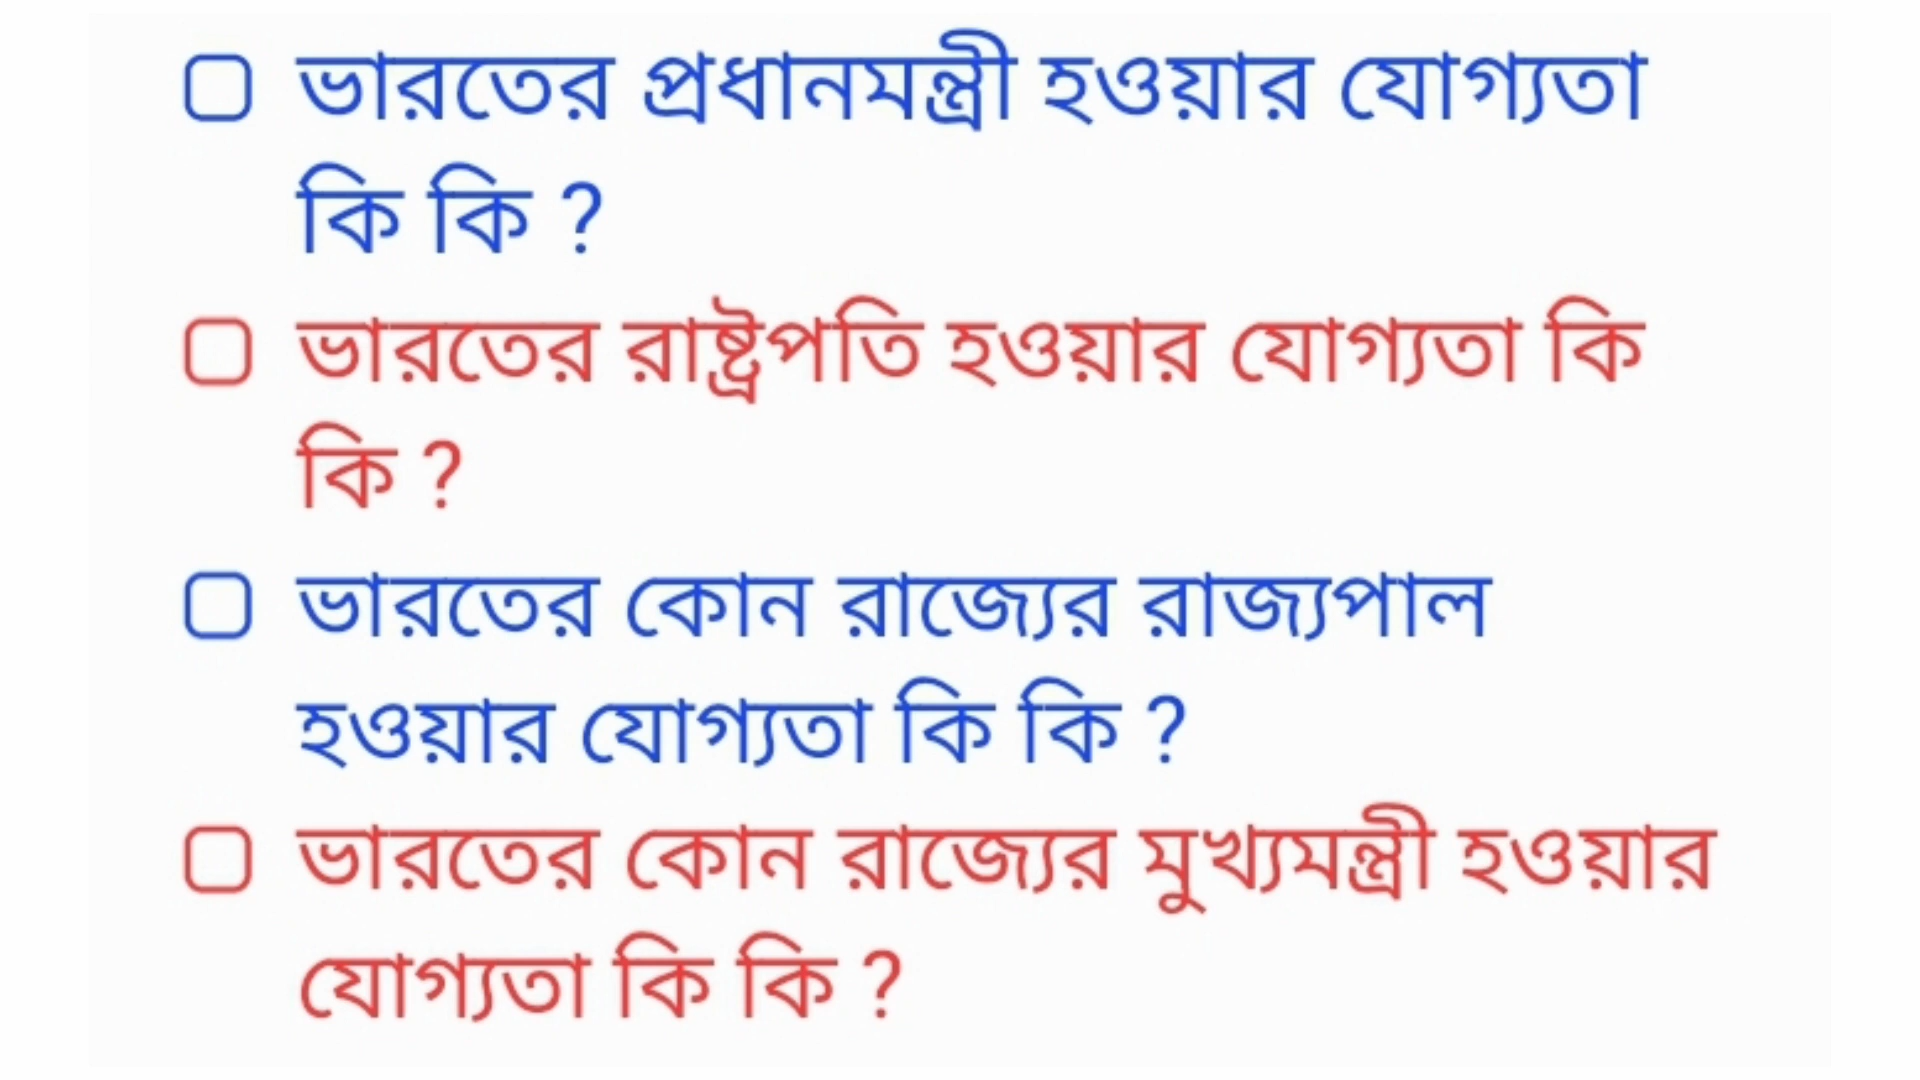 ভারতের প্রধানমন্ত্রী হওয়ার যোগ্যতা
কি কি ?
ভারতের রাষ্ট্রপতি হওয়ার যোগ্যতা কি
কি ?
ভারতের কোন রাজ্যের রাজ্যপাল
হওয়ার যোগ্যতা কি কি ?
ভারতের কোন রাজ্যের মুখ্যমন্ত্রী হওয়ার
যোগ্যতা কি কি ?